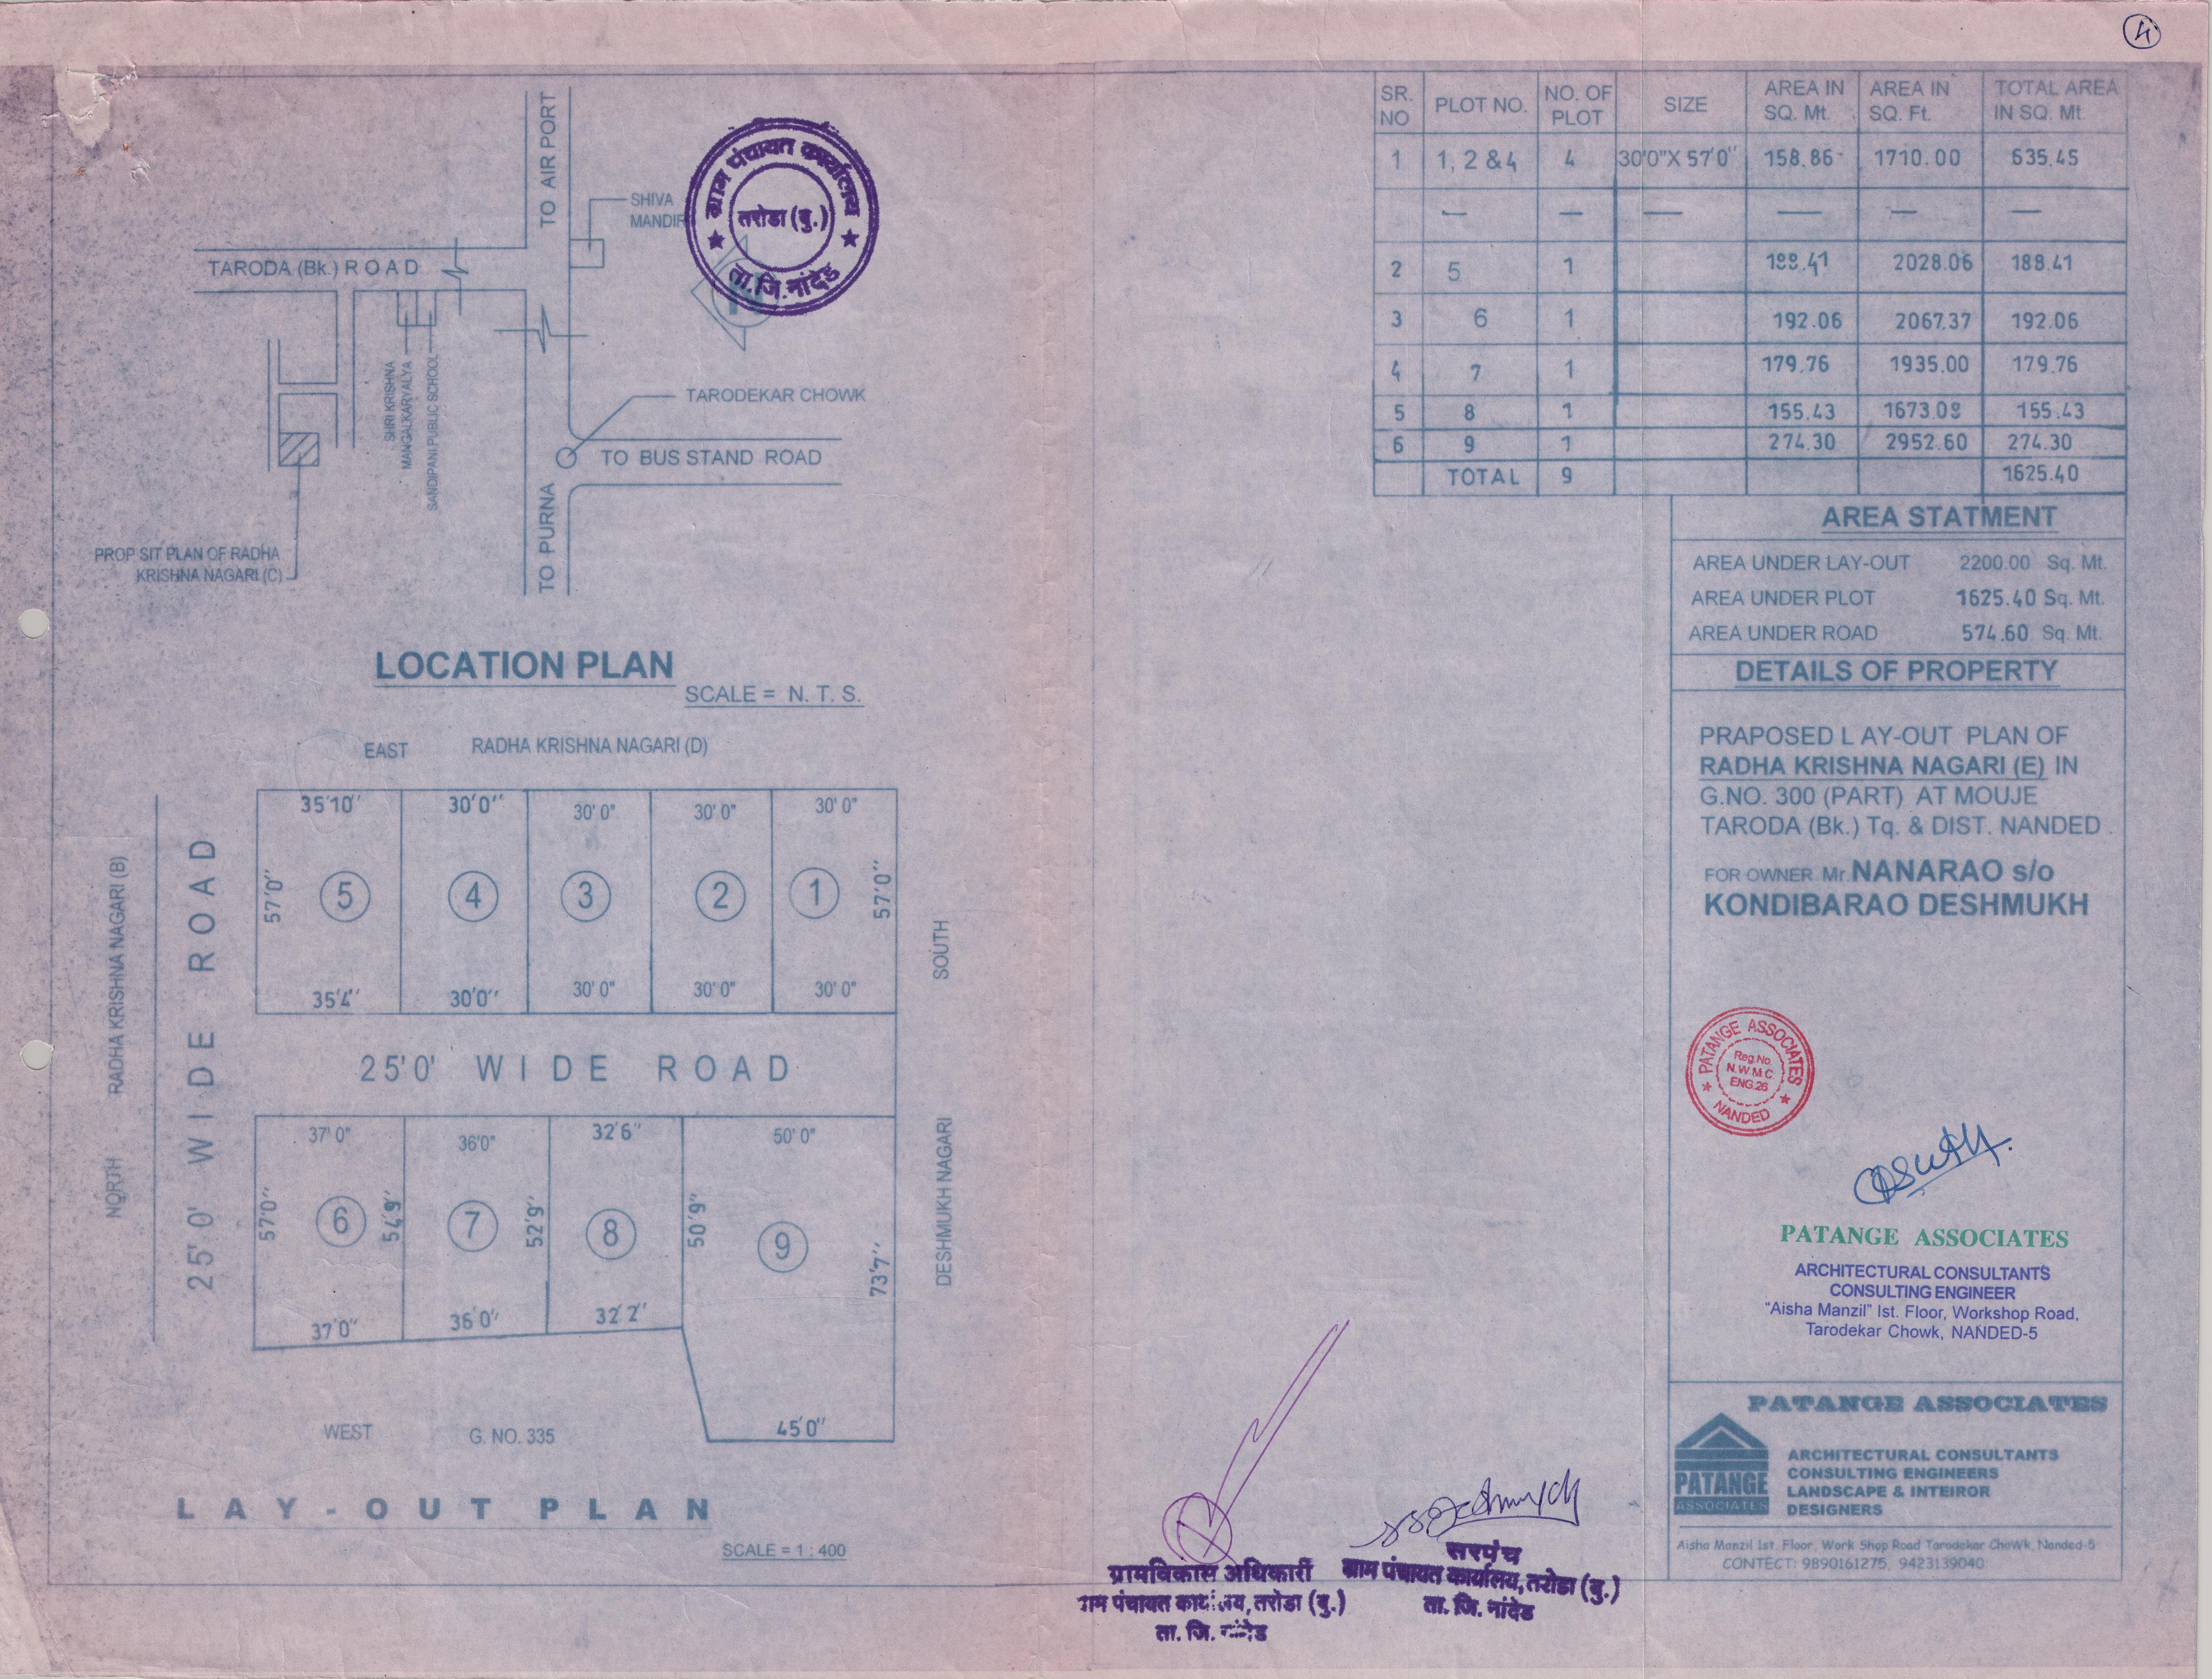 4
TO AIR PORT
SHIVA
MANDIR
ग्राम पंचायत कार्यालय
तरोडा (बु.)
ता.जि.नांदेड
TARODA (Bk.) ROAD
SHRI KRISHNA
MANGALKARYALYA
SANDIPANI PUBLIC SCHOOL
TARODEKAR CHOWK
TO BUS STAND ROAD
TO PURNA
PROP SIT PLAN OF RADHA
KRISHNA NAGARI (C)
LOCATION PLAN
SCALE = N. T. S.
EAST RADHA KRISHNA NAGARI (D)
35'10" 30'0" 30' 0" 30' 0" 30' 0"
57'0" 5 4 3 2 1 57'0"
35'4" 30'0" 30' 0" 30' 0" 30' 0"
25'0' WIDE ROAD
NORTH - RADHA KRISHNA NAGARI (B)
25'0' WIDE ROAD
SOUTH
DESHMUKH NAGARI
37' 0" 36'0" 32'6" 50' 0"
57'0" 6 54'9" 7 52'9" 8 50'9" 9 73'7"
37'0" 36'0" 32'2" 45'0"
WEST G. NO. 335
LAY-OUT PLAN
SCALE = 1 : 400
SR. NO PLOT NO. NO. OF PLOT SIZE AREA IN SQ. Mt. AREA IN SQ. Ft. TOTAL AREA IN SQ. Mt.
1 1, 2 &4 4 30'0"X 57'0" 158.86 1710.00 635.45
— — — — — —
2 5 1 188.41 2028.06 188.41
3 6 1 192.06 2067.37 192.06
4 7 1 179.76 1935.00 179.76
5 8 1 155.43 1673.08 155.43
6 9 1 274.30 2952.60 274.30
TOTAL 9 1625.40
AREA STATMENT
AREA UNDER LAY-OUT 2200.00 Sq. Mt.
AREA UNDER PLOT 1625.40 Sq. Mt.
AREA UNDER ROAD 574.60 Sq. Mt.
DETAILS OF PROPERTY
PRAPOSED LAY-OUT PLAN OF
RADHA KRISHNA NAGARI (E) IN
G.NO. 300 (PART) AT MOUJE
TARODA (Bk.) Tq. & DIST. NANDED.
FOR OWNER Mr. NANARAO s/o
KONDIBARAO DESHMUKH
PATANGE ASSOCIATES
Reg.No.
N.W.M.C.
ENG.26
NANDED
PATANGE ASSOCIATES
ARCHITECTURAL CONSULTANTS
CONSULTING ENGINEER
"Aisha Manzil" Ist. Floor, Workshop Road,
Tarodekar Chowk, NANDED-5
PATANGE ASSOCIATES
PATANGE
ASSOCIATES
ARCHITECTURAL CONSULTANTS
CONSULTING ENGINEERS
LANDSCAPE & INTEIROR
DESIGNERS
Aisha Manzil 1st. Floor, Work Shop Road Tarodekar ChoWk, Nanded-5
CONTECT: 9890161275, 9423139040
ग्रामविकास अधिकारी
ग्राम पंचायत कार्यालय, तरोडा (बु.)
ता. जि. नांदेड
सरपंच
ग्राम पंचायत कार्यालय, तरोडा (बु.)
ता. जि. नांदेड